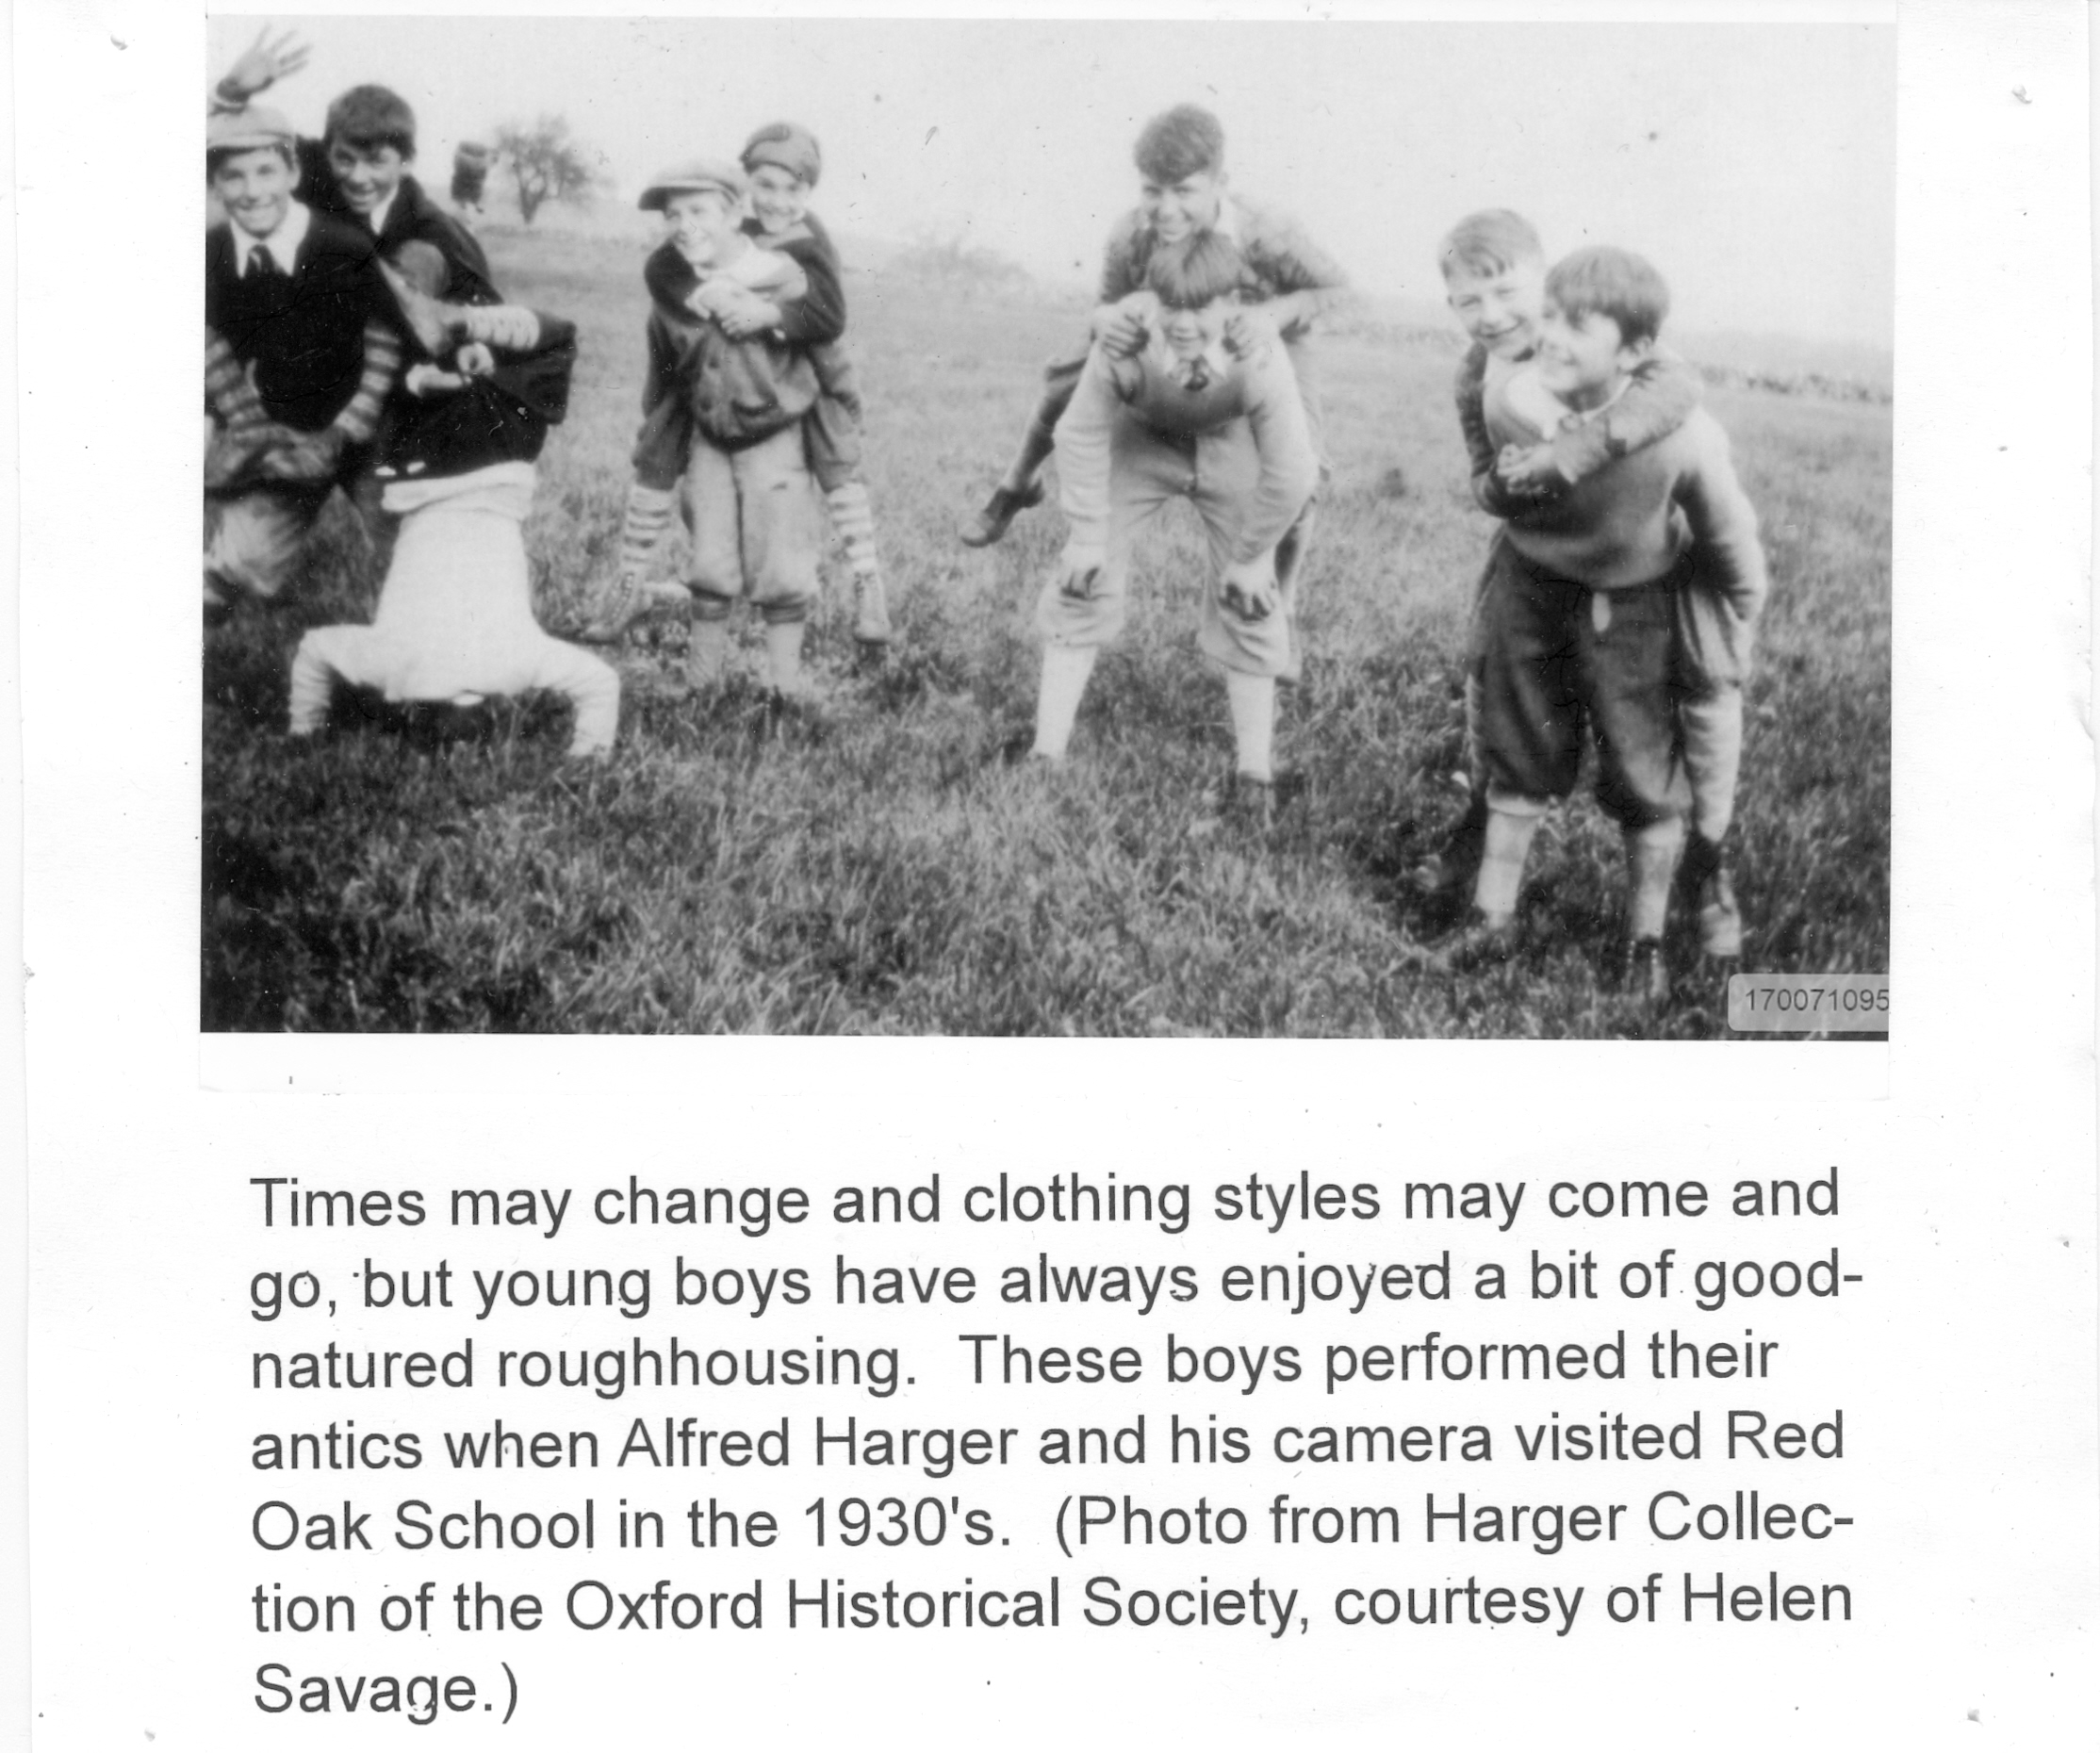 170071095
Times may change and clothing styles may come and
go, but young boys have always enjoyed a bit of good-
natured roughhousing. These boys performed their
antics when Alfred Harger and his camera visited Red
Oak School in the 1930's. (Photo from Harger Collec-
tion of the Oxford Historical Society, courtesy of Helen
Savage.)